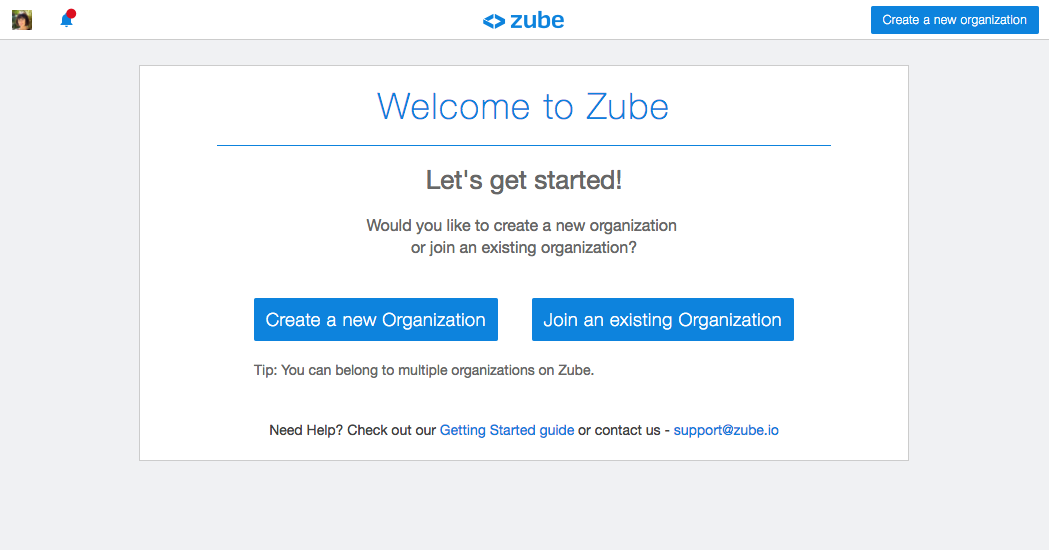 zube
Create a new organization
Welcome to Zube
Let's get started!
Would you like to create a new organization
or join an existing organization?
Create a new Organization
Join an existing Organization
Tip: You can belong to multiple organizations on Zube.
Need Help? Check out our Getting Started guide or contact us - support@zube.io